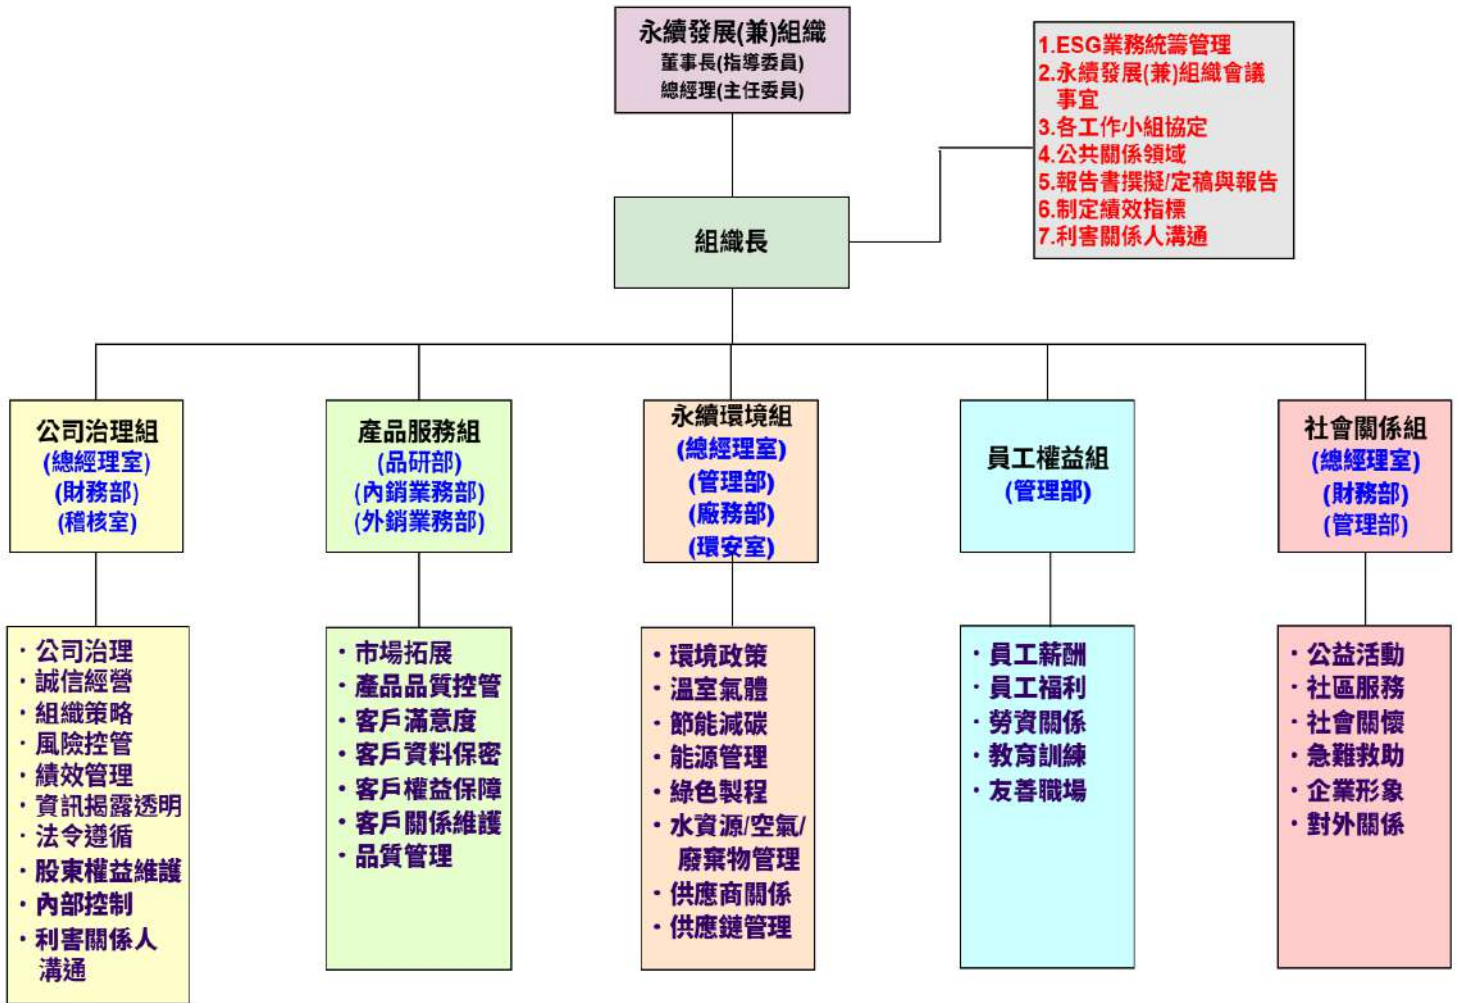 永續發展(兼)組織
董事長(指導委員)
總經理(主任委員)
1.ESG業務統籌管理
2.永續發展(兼)組織會議
事宜
3.各工作小組協定
4.公共關係領域
5.報告書撰擬/定稿與報告
6.制定績效指標
7.利害關係人溝通
組織長
公司治理組
(總經理室)
(財務部)
(稽核室)
產品服務組
(品研部)
(內銷業務部)
(外銷業務部)
永續環境組
(總經理室)
(管理部)
(廠務部)
(環安室)
員工權益組
(管理部)
社會關係組
(總經理室)
(財務部)
(管理部)
·公司治理
·誠信經營
·組織策略
·風險控管
·績效管理
·資訊揭露透明
·法令遵循
·股東權益維護
·內部控制
·利害關係人
溝通
·市場拓展
·產品品質控管
·客戶滿意度
·客戶資料保密
·客戶權益保障
·客戶關係維護
·品質管理
·環境政策
·溫室氣體
·節能減碳
·能源管理
·綠色製程
·水資源/空氣/
廢棄物管理
·供應商關係
·供應鏈管理
·員工薪酬
·員工福利
·勞資關係
·教育訓練
·友善職場
·公益活動
·社區服務
·社會關懷
·急難救助
·企業形象
·對外關係